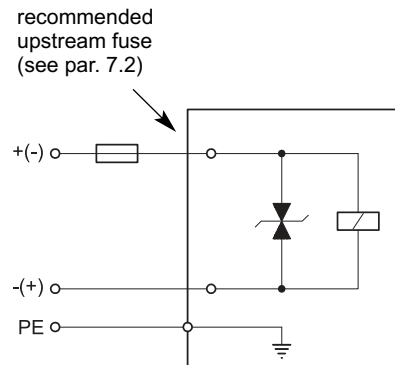 recommended
upstream fuse
(see par. 7.2)
+(-)
-(+)
PE